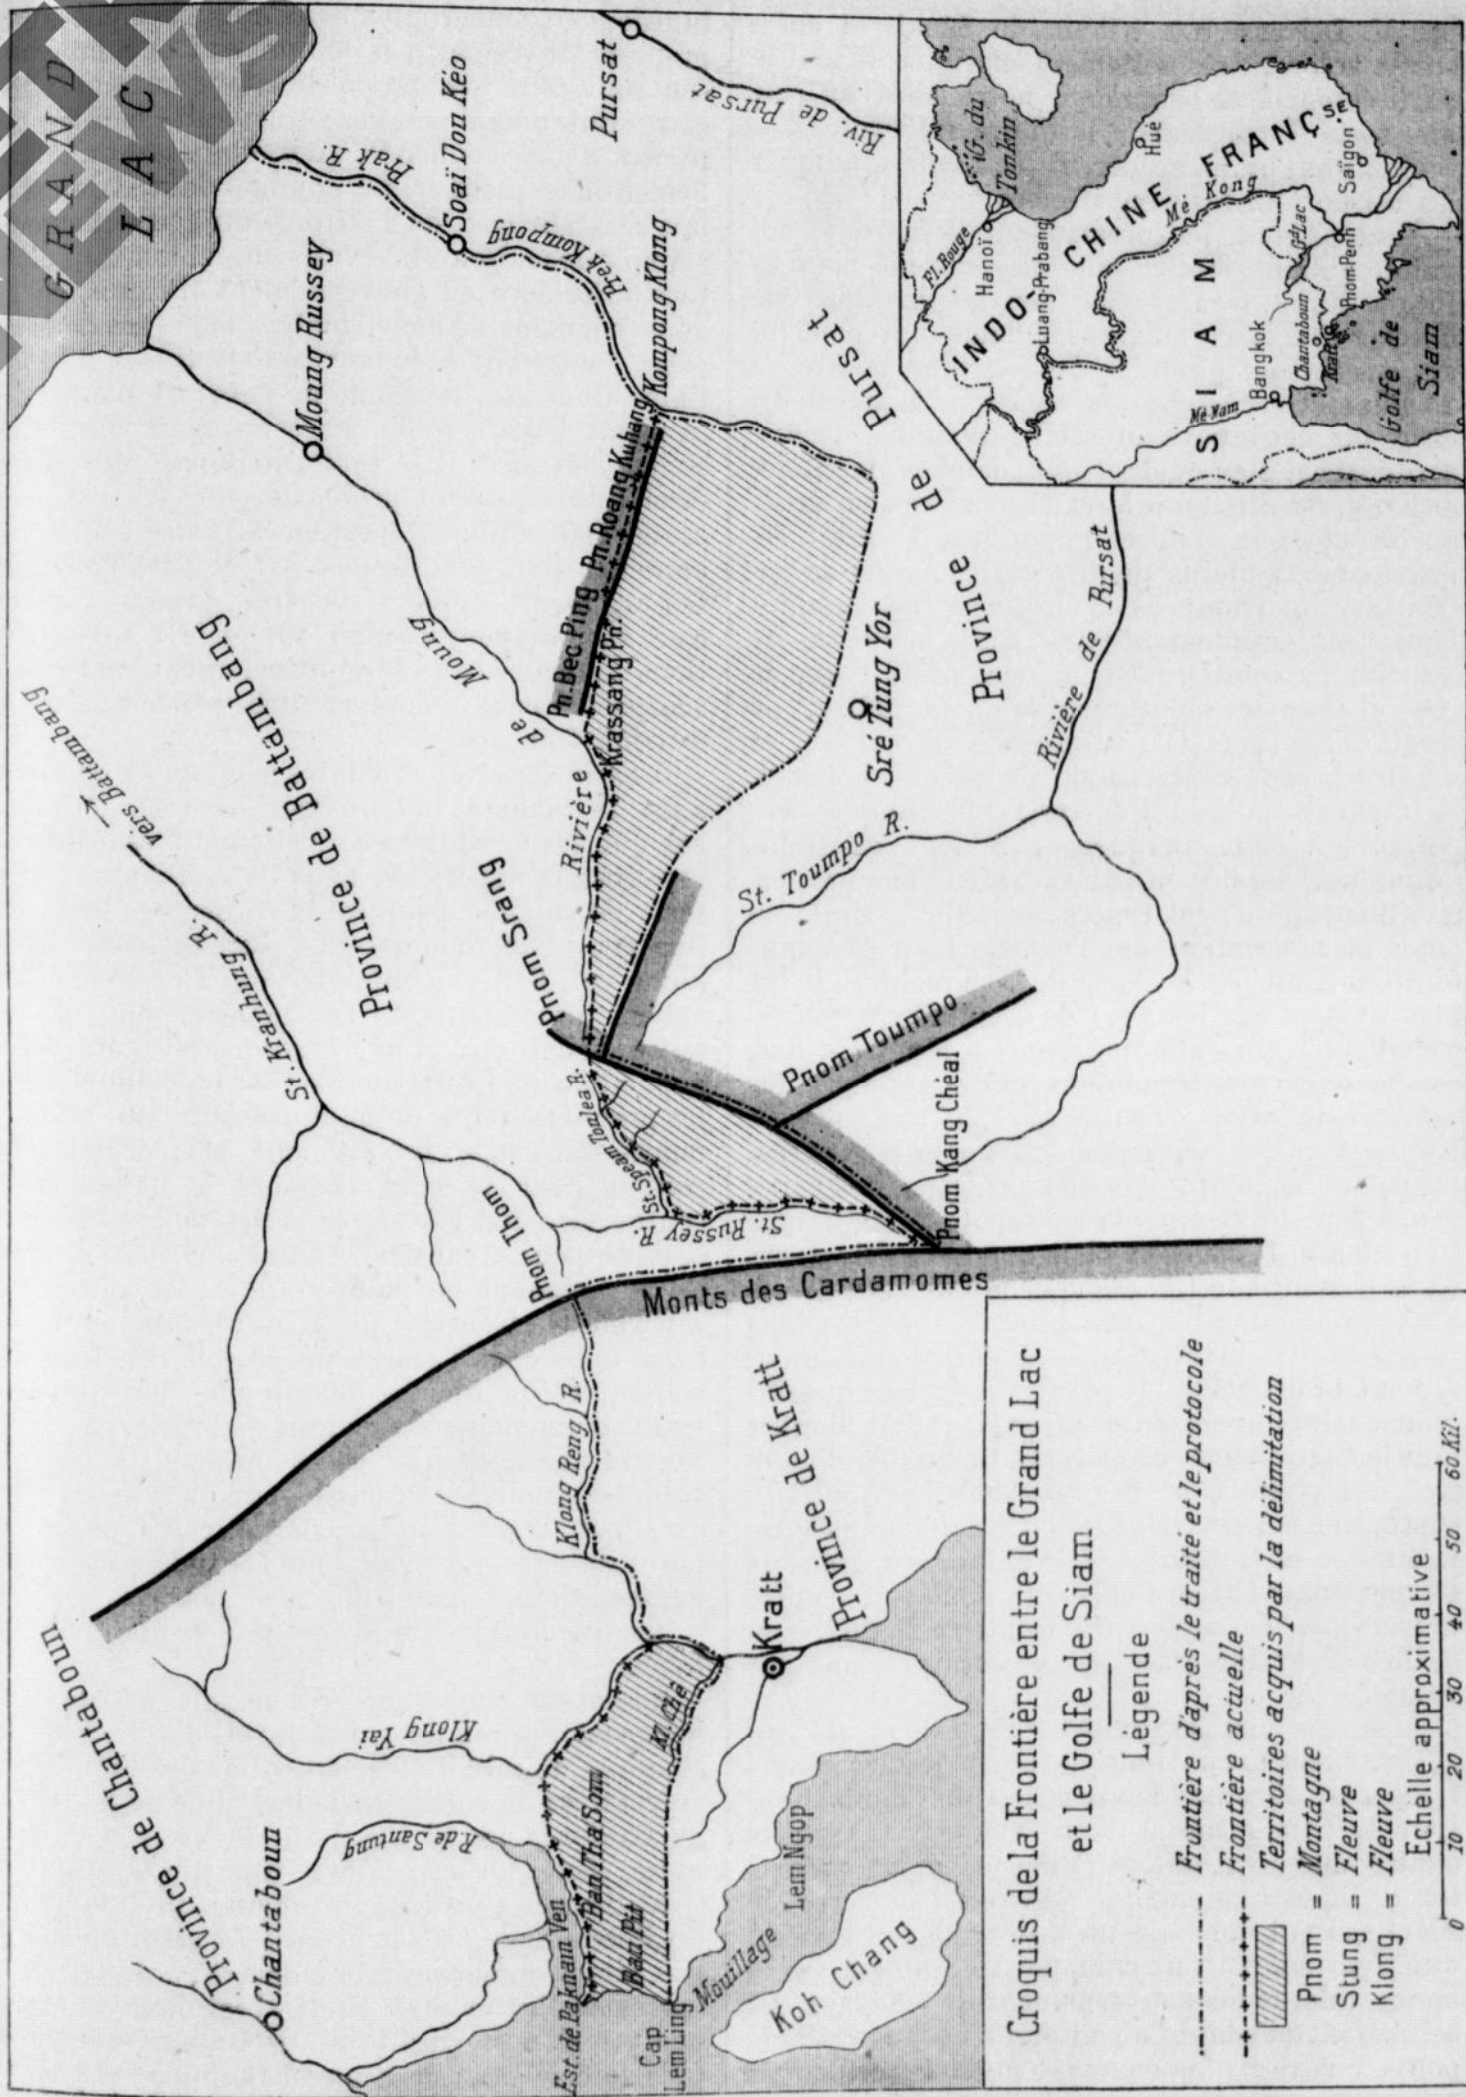 Croquis de la Frontière entre le Grand Lac
et le Golfe de Siam
Légende
Frontière d'après le traité et le protocole
Frontière actuelle
Territoires acquis par la délimitation
Pnom = Montagne
Stung = Fleuve
Klong = Fleuve
Echelle approximative
0 10 20 30 40 50 60 Kil.
GRAND
LAC
Prak R.
Soaï Don Kéo
Pursat
Riv. de Pursat
Moung Russey
Prek Kompong
Kompong Klong
Pn. Roang Kuhang
Pn. Bec Ping
Krassang Pn.
Rivière de Moung
Province de Battambang
vers Battambang
St. Kranhung R.
Pnom Srang
Province de Pursat
Sré Tung Yor
Rivière de Pursat
St. Toumpo R.
Pnom Toumpo
Pnom Kang Chéal
St. Speam Tonlea R.
St. Russey R.
Pnom Thom
Monts des Cardamomes
Klong Reng R.
Province de Kratt
Kratt
Kl. Chê
Klong Yai
Province de Chantaboun
Chantaboun
R. de Santung
Est. de Paknam Ven
Ban Tha Som
Ban Pit
Cap
Lem Ling
Mouillage
Lem Ngop
Koh Chang
INDO-CHINE FRANÇSE
G. du
Tonkin
Fl. Rouge
Hanoï
Hué
Luang-Prabang
Mé Kong
Saïgon
Gd Lac
Phom-Penh
SIAM
Mé-Nam
Bangkok
Chantaboun
Kratt
Golfe de
Siam
NEWS